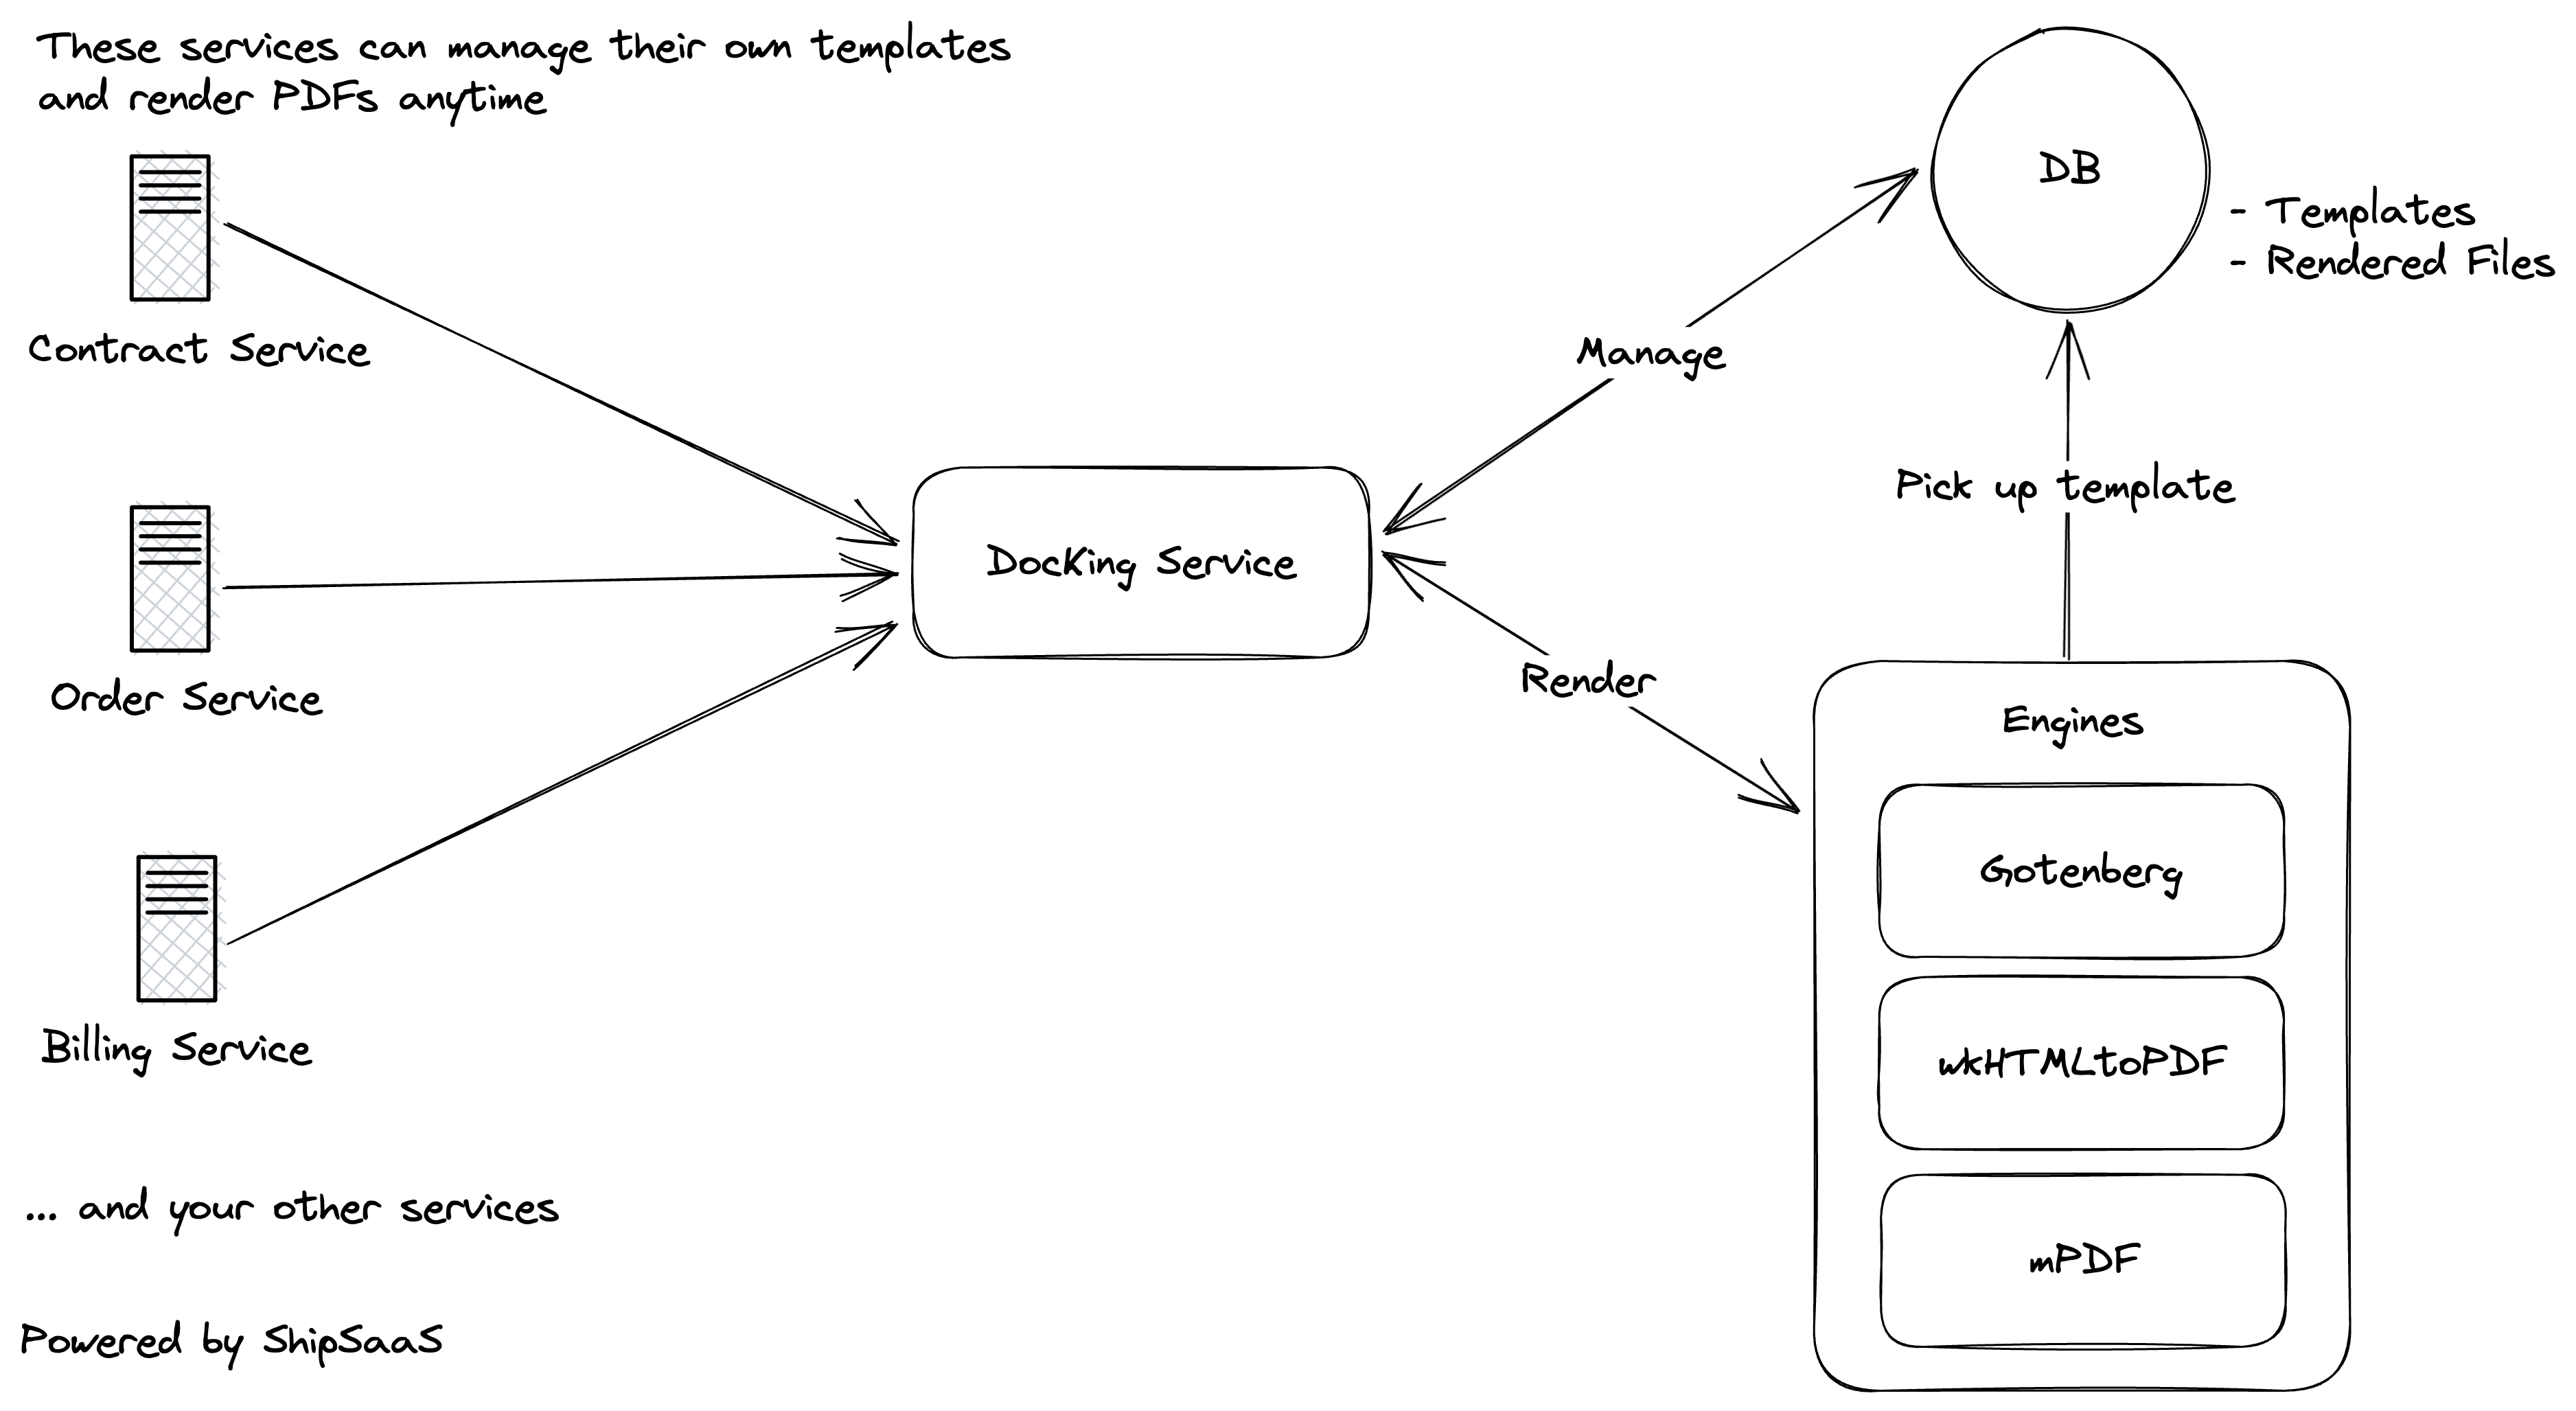 These services can manage their own templates
and render PDFs anytime
DB
- Templates
- Rendered Files
Contract Service
Manage
Pick up template
DocKing Service
Order Service
Render
Engines
Gotenberg
Billing Service
wkHTMLtoPDF
... and your other services
mPDF
Powered by ShipSaaS